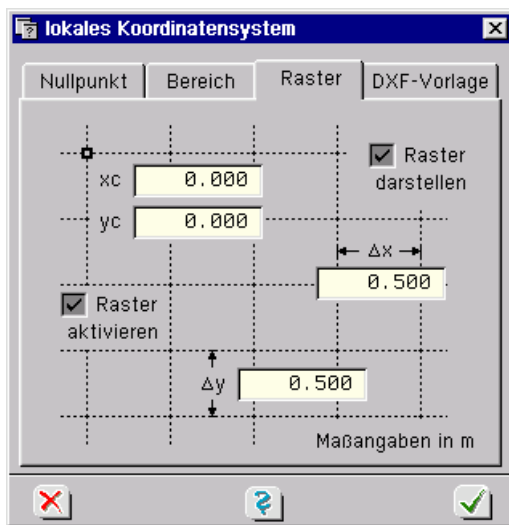 lokales Koordinatensystem
Nullpunkt Bereich Raster DXF-Vorlage
xc 0.000
Raster
darstellen
yc 0.000
Δx
0.500
Raster
aktivieren
Δy 0.500
Maßangaben in m